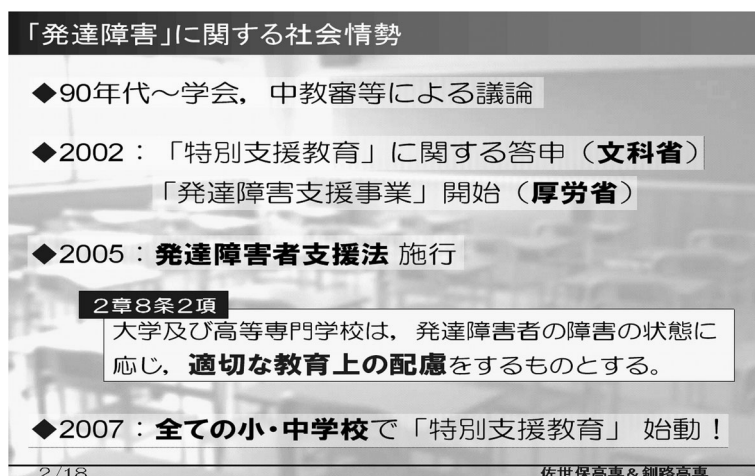 「発達障害」に関する社会情勢
◆90年代～学会，中教審等による議論
◆2002：「特別支援教育」に関する答申（文科省）
「発達障害支援事業」開始（厚労省）
◆2005：発達障害者支援法 施行
2章8条2項
大学及び高等専門学校は，発達障害者の障害の状態に
応じ，適切な教育上の配慮をするものとする。
◆2007：全ての小・中学校で「特別支援教育」 始動！
2/18
佐世保高専&釧路高専